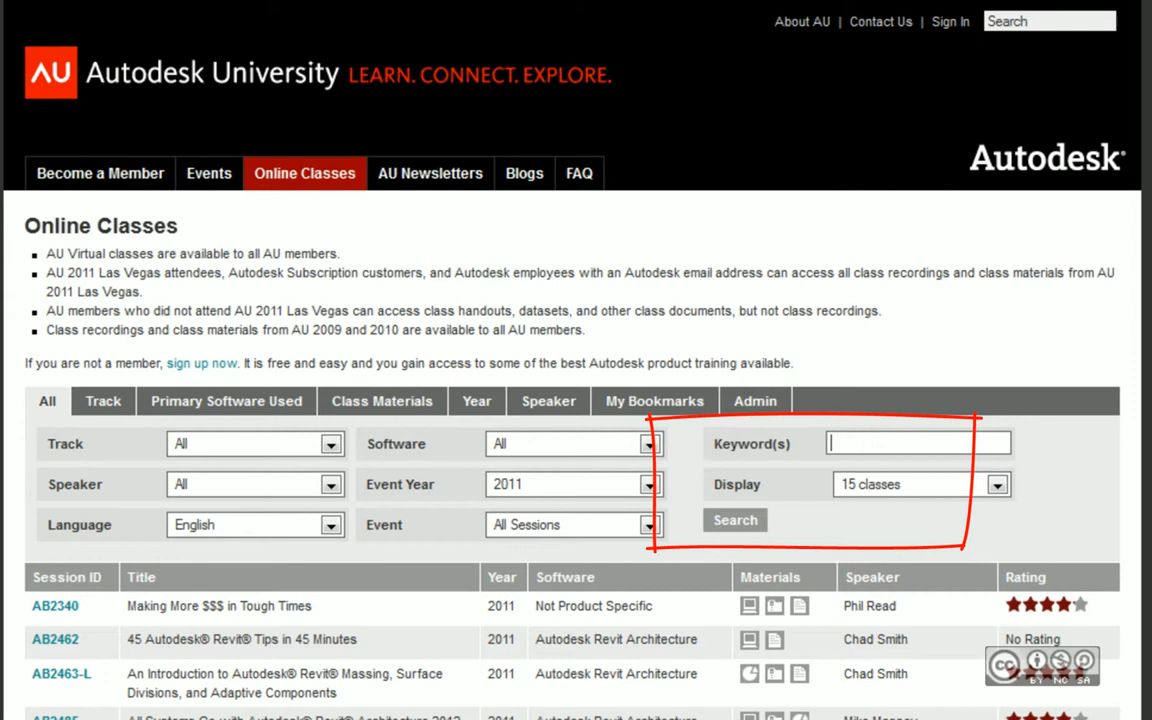 About AU | Contact Us | Sign In Search
AU Autodesk University LEARN. CONNECT. EXPLORE.
Autodesk®
Become a Member Events Online Classes AU Newsletters Blogs FAQ
Online Classes
AU Virtual classes are available to all AU members.
AU 2011 Las Vegas attendees, Autodesk Subscription customers, and Autodesk employees with an Autodesk email address can access all class recordings and class materials from AU
2011 Las Vegas.
AU members who did not attend AU 2011 Las Vegas can access class handouts, datasets, and other class documents, but not class recordings.
Class recordings and class materials from AU 2009 and 2010 are available to all AU members.
If you are not a member, sign up now. It is free and easy and you gain access to some of the best Autodesk product training available.
All Track Primary Software Used Class Materials Year Speaker My Bookmarks Admin
Track All Software All Keyword(s)
Speaker All Event Year 2011 Display 15 classes
Language English Event All Sessions Search
Session ID Title Year Software Materials Speaker Rating
AB2340 Making More $$$ in Tough Times 2011 Not Product Specific Phil Read
AB2462 45 Autodesk® Revit® Tips in 45 Minutes 2011 Autodesk Revit Architecture Chad Smith No Rating
AB2463-L An Introduction to Autodesk® Revit® Massing, Surface 2011 Autodesk Revit Architecture Chad Smith
Divisions, and Adaptive Components
cc BY NC SA